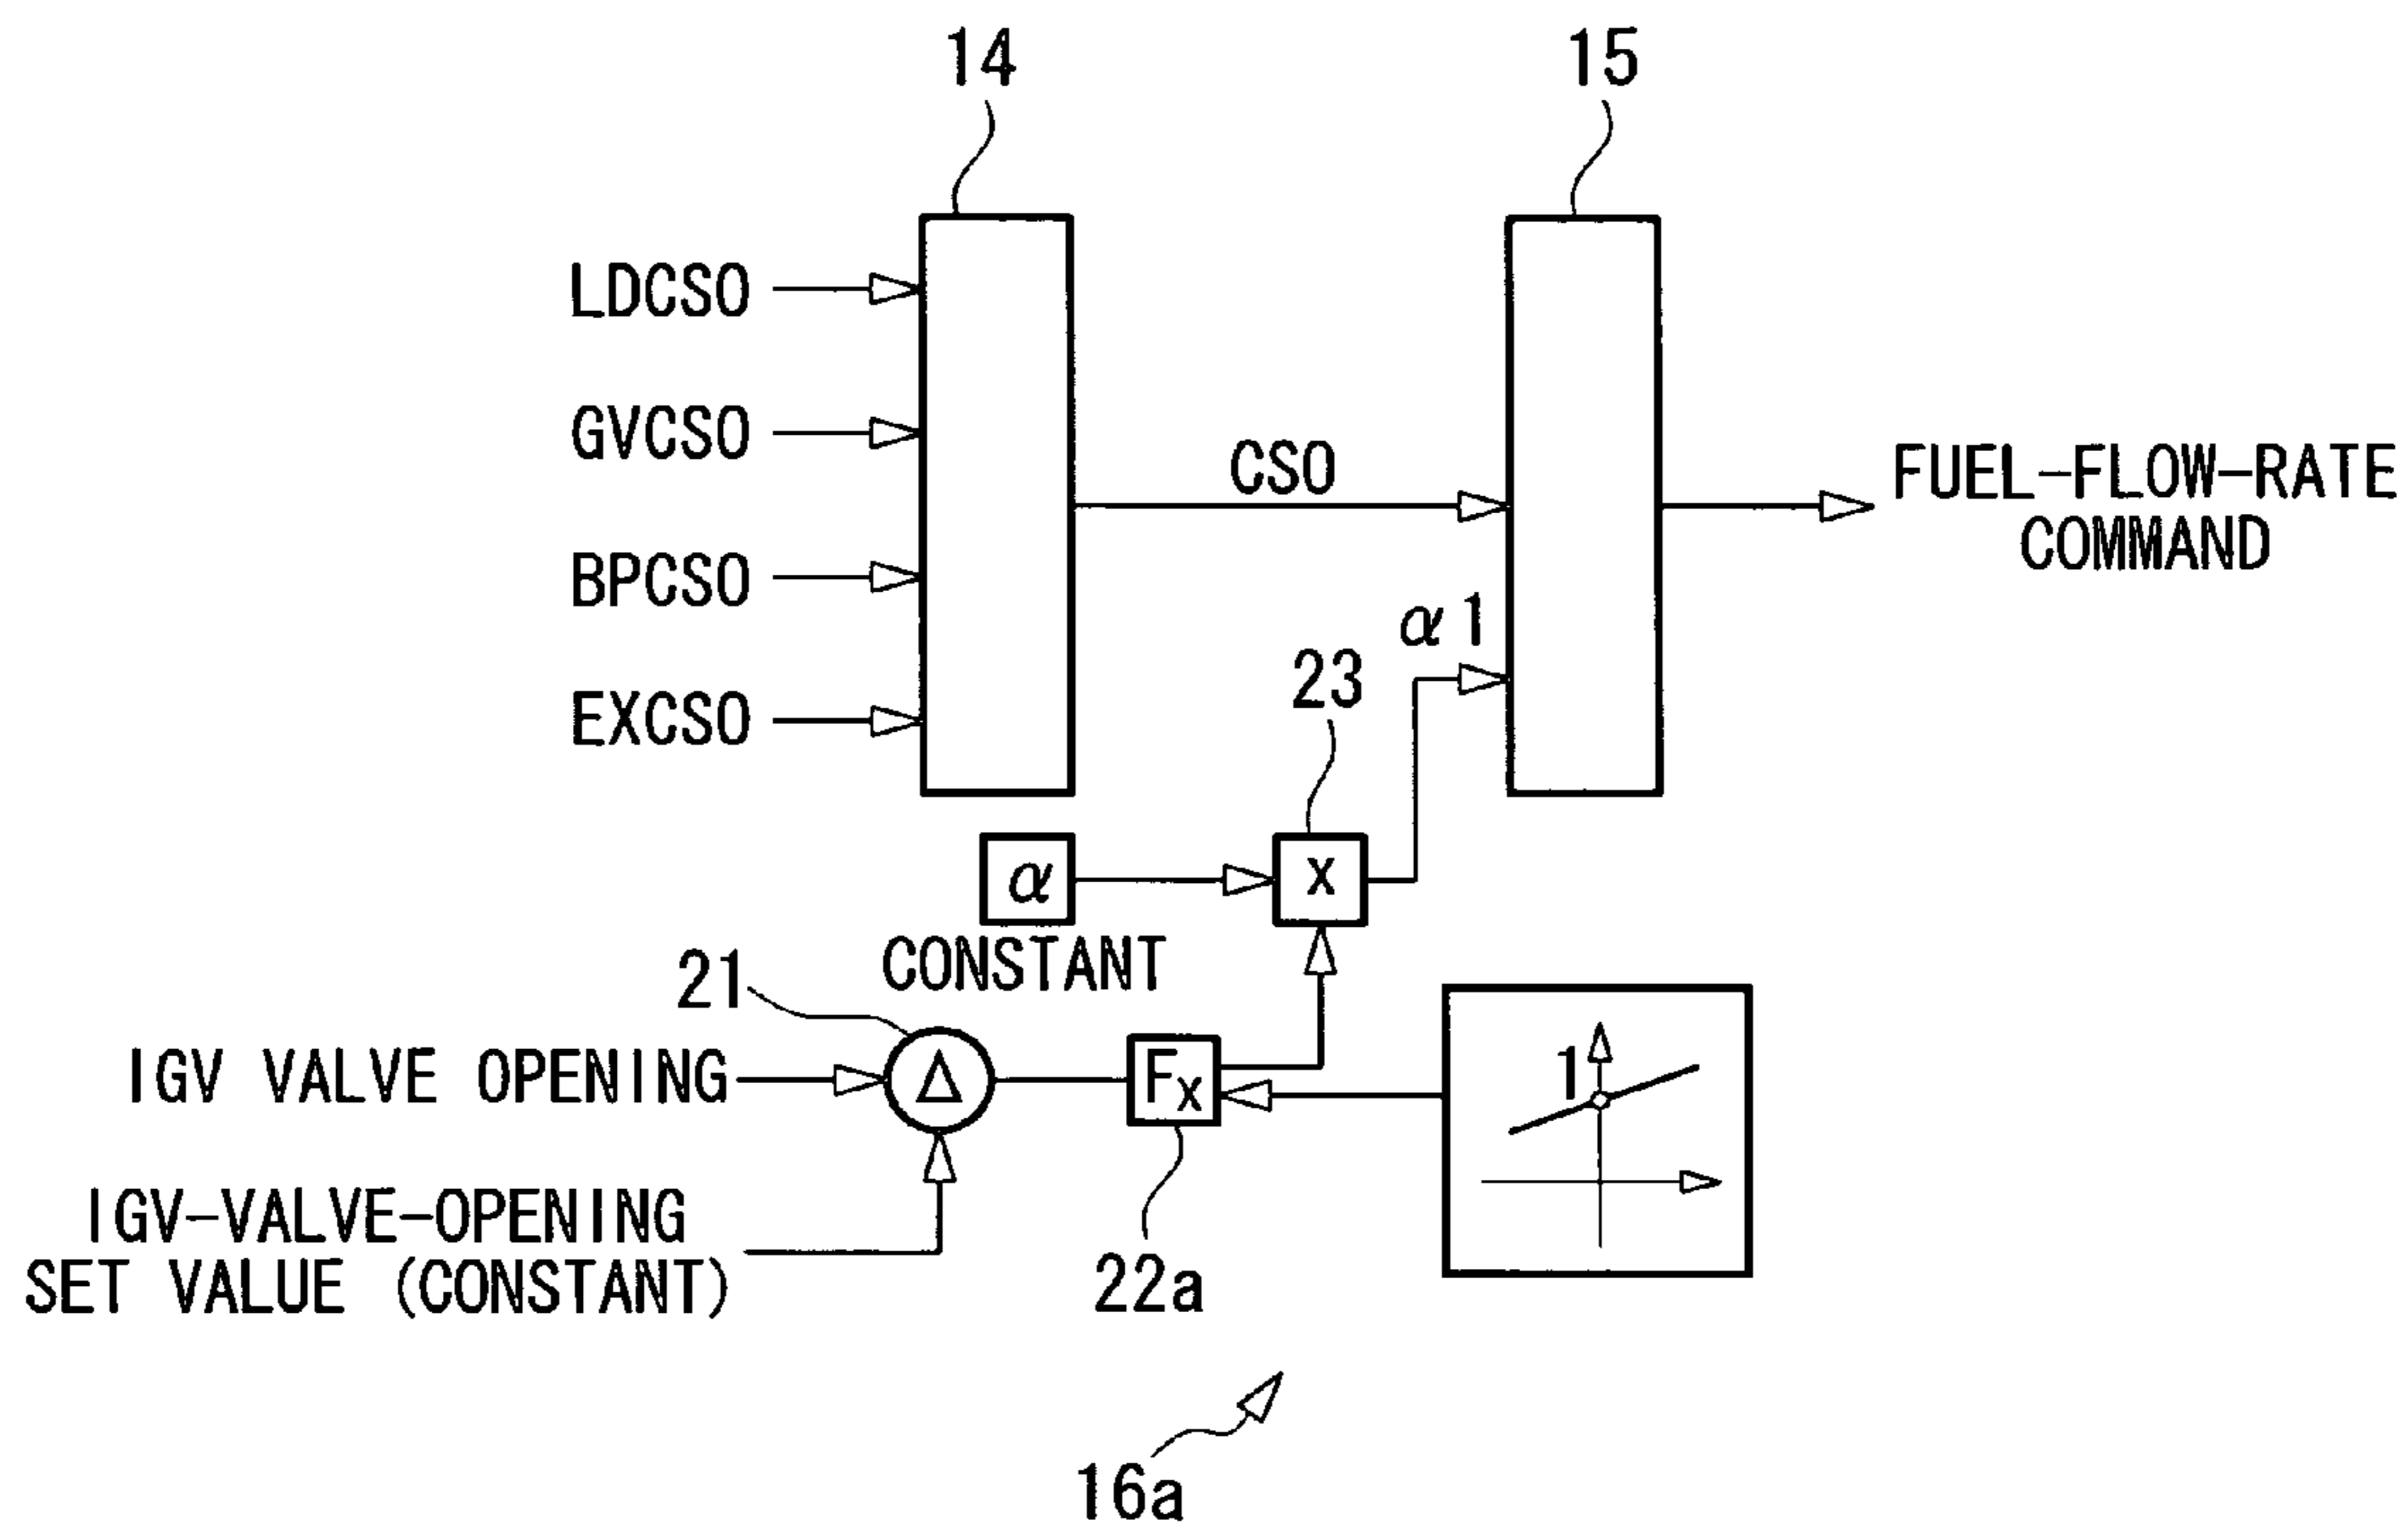 14
15
LDCSO
GVCSO
CSO
FUEL-FLOW-RATE
COMMAND
BPCSO
α1
23
EXCSO
α
X
CONSTANT
21
IGV VALVE OPENING
Δ
FX
1
IGV-VALVE-OPENING
SET VALUE (CONSTANT)
22a
16a